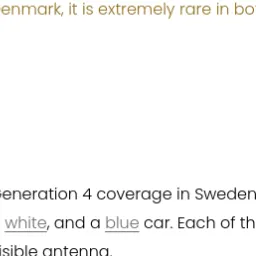 enmark, it is extremely rare in bo
Generation 4 coverage in Sweden
white, and a blue car. Each of th
isible antenna.